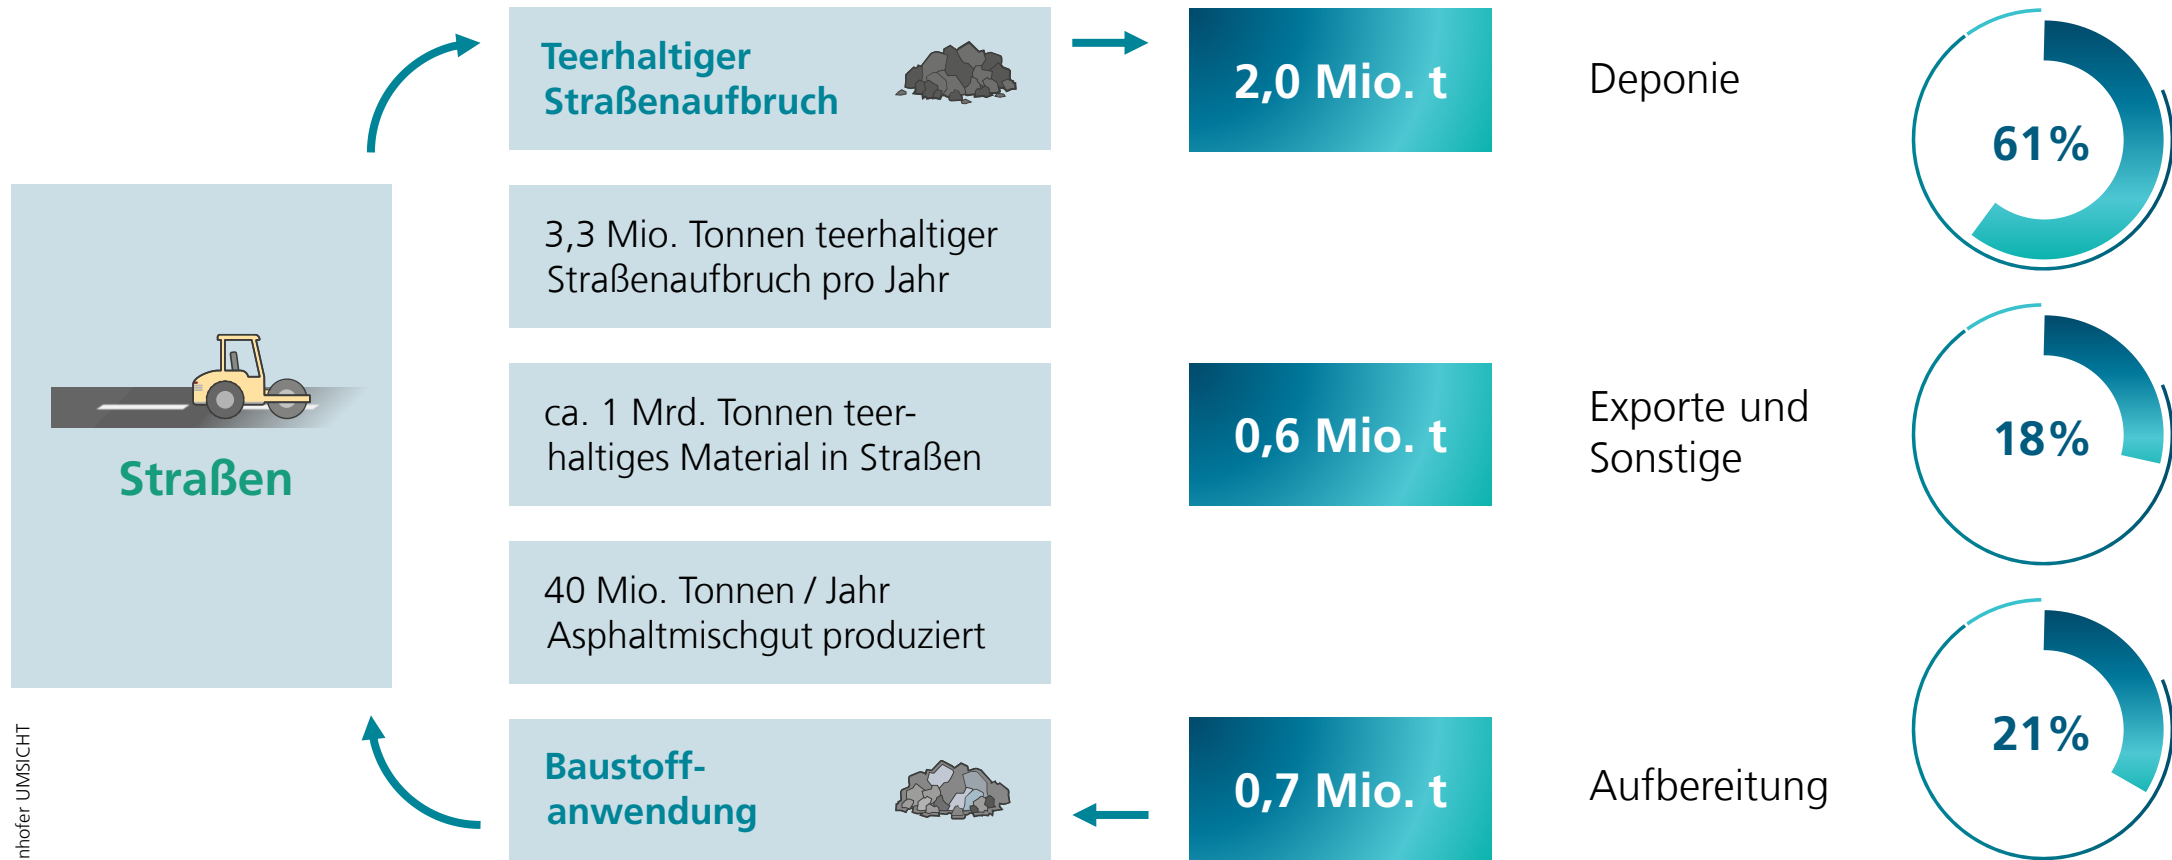 Teerhaltiger
Straßenaufbruch
2,0 Mio. t
Deponie
61%
3,3 Mio. Tonnen teerhaltiger
Straßenaufbruch pro Jahr
Straßen
ca. 1 Mrd. Tonnen teer-
haltiges Material in Straßen
0,6 Mio. t
Exporte und
Sonstige
18%
40 Mio. Tonnen / Jahr
Asphaltmischgut produziert
Baustoff-
anwendung
0,7 Mio. t
Aufbereitung
21%
UMSICHT